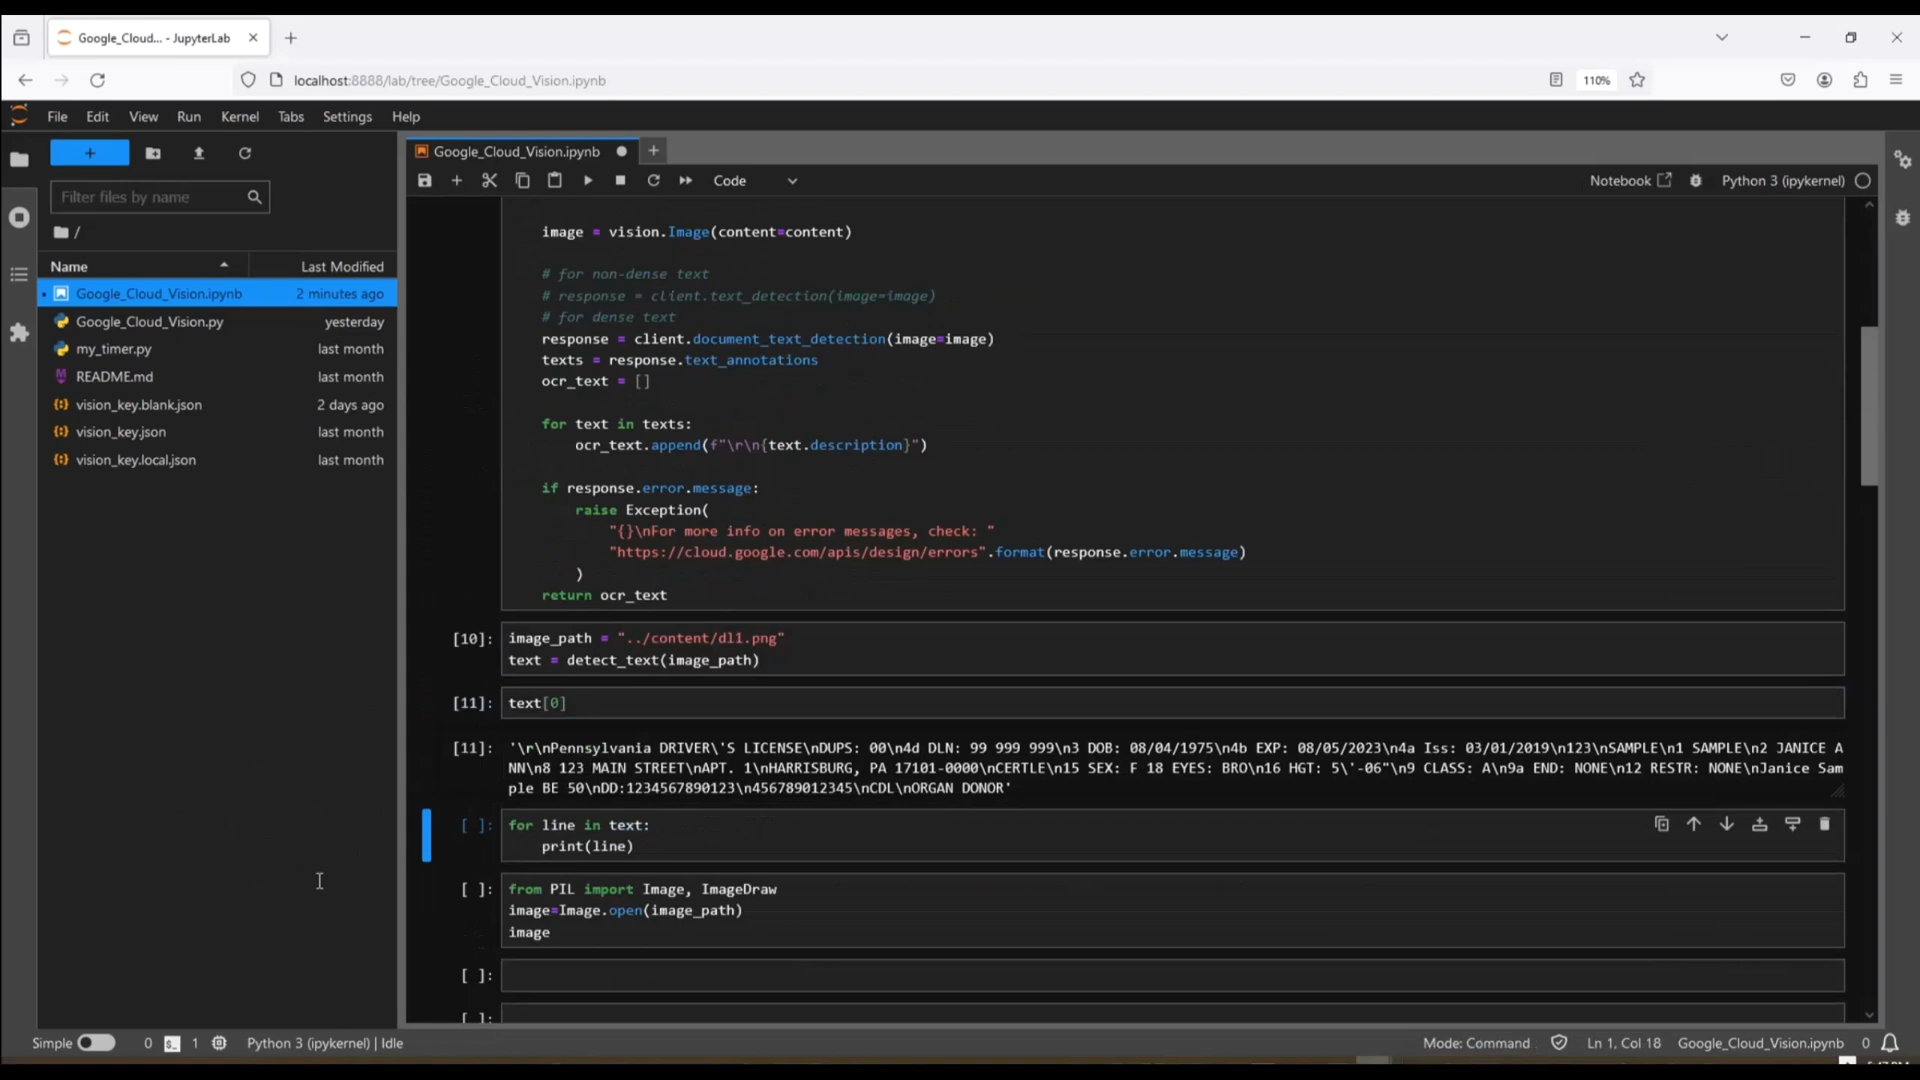 Google_Cloud... - JupyterLab
localhost:8888/lab/tree/Google_Cloud_Vision.ipynb
110%
File Edit View Run Kernel Tabs Settings Help
+
Filter files by name
/
Name Last Modified
Google_Cloud_Vision.ipynb 2 minutes ago
Google_Cloud_Vision.py yesterday
my_timer.py last month
README.md last month
vision_key.blank.json 2 days ago
vision_key.json last month
vision_key.local.json last month
Google_Cloud_Vision.ipynb
Code
Notebook
Python 3 (ipykernel)
image = vision.Image(content=content)
# for non-dense text
# response = client.text_detection(image=image)
# for dense text
response = client.document_text_detection(image=image)
texts = response.text_annotations
ocr_text = []
for text in texts:
ocr_text.append(f"\r\n{text.description}")
if response.error.message:
raise Exception(
"{}\nFor more info on error messages, check: "
"https://cloud.google.com/apis/design/errors".format(response.error.message)
)
return ocr_text
[10]: image_path = "../content/dl1.png"
text = detect_text(image_path)
[11]: text[0]
[11]: '\r\nPennsylvania DRIVER\'S LICENSE\nDUPS: 00\n4d DLN: 99 999 999\n3 DOB: 08/04/1975\n4b EXP: 08/05/2023\n4a Iss: 03/01/2019\n123\nSAMPLE\n1 SAMPLE\n2 JANICE A
NN\n8 123 MAIN STREET\nAPT. 1\nHARRISBURG, PA 17101-0000\nCERTLE\n15 SEX: F 18 EYES: BRO\n16 HGT: 5\'-06"\n9 CLASS: A\n9a END: NONE\n12 RESTR: NONE\nJanice Sam
ple BE 50\nDD:1234567890123\n456789012345\nCDL\nORGAN DONOR'
[ ]: for line in text:
print(line)
[ ]: from PIL import Image, ImageDraw
image=Image.open(image_path)
image
[ ]:
[ ]:
Simple 0 $_ 1 Python 3 (ipykernel) | Idle
Mode: Command Ln 1, Col 18 Google_Cloud_Vision.ipynb 0